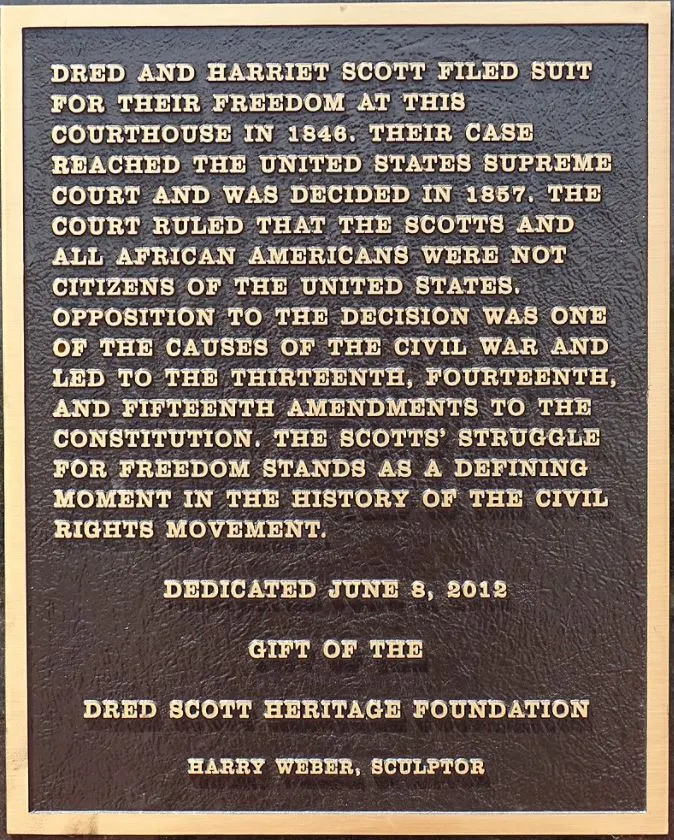 DRED AND HARRIET SCOTT FILED SUIT
FOR THEIR FREEDOM AT THIS
COURTHOUSE IN 1846. THEIR CASE
REACHED THE UNITED STATES SUPREME
COURT AND WAS DECIDED IN 1857. THE
COURT RULED THAT THE SCOTTS AND
ALL AFRICAN AMERICANS WERE NOT
CITIZENS OF THE UNITED STATES.
OPPOSITION TO THE DECISION WAS ONE
OF THE CAUSES OF THE CIVIL WAR AND
LED TO THE THIRTEENTH, FOURTEENTH,
AND FIFTEENTH AMENDMENTS TO THE
CONSTITUTION. THE SCOTTS' STRUGGLE
FOR FREEDOM STANDS AS A DEFINING
MOMENT IN THE HISTORY OF THE CIVIL
RIGHTS MOVEMENT.
DEDICATED JUNE 8, 2012
GIFT OF THE
DRED SCOTT HERITAGE FOUNDATION
HARRY WEBER, SCULPTOR